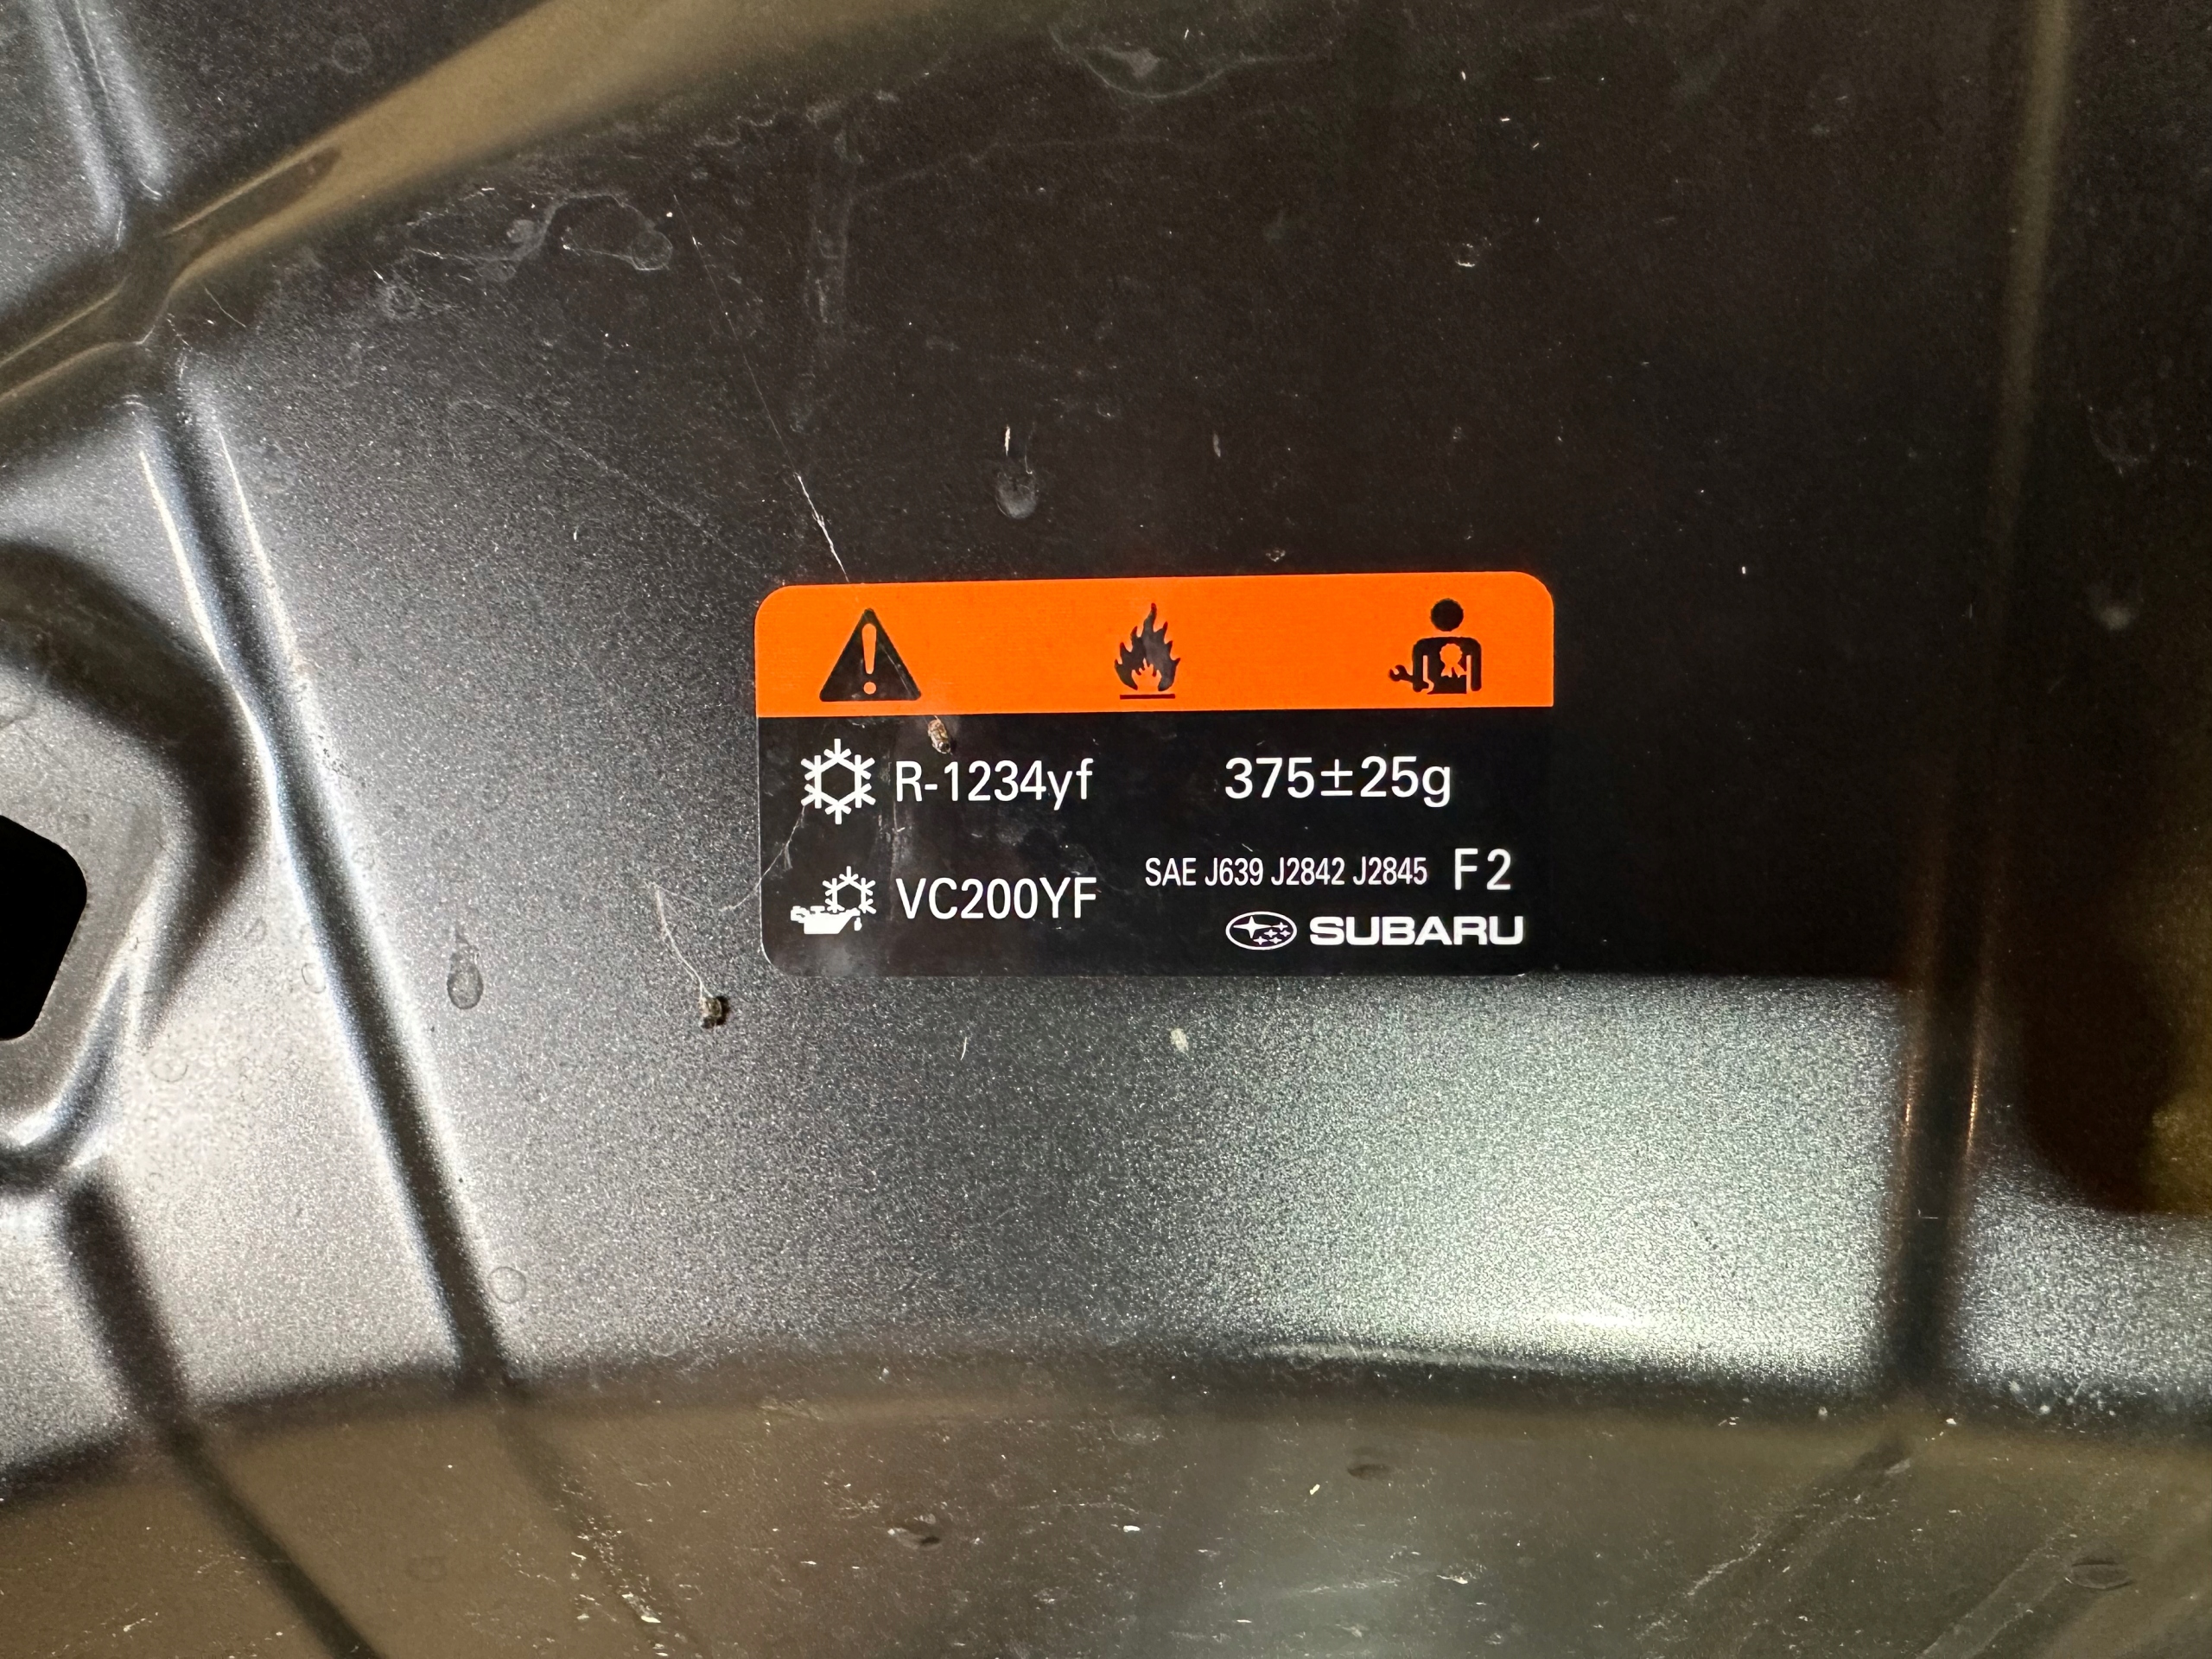 R-1234yf 375±25g
SAE J639 J2842 J2845 F2
VC200YF
SUBARU